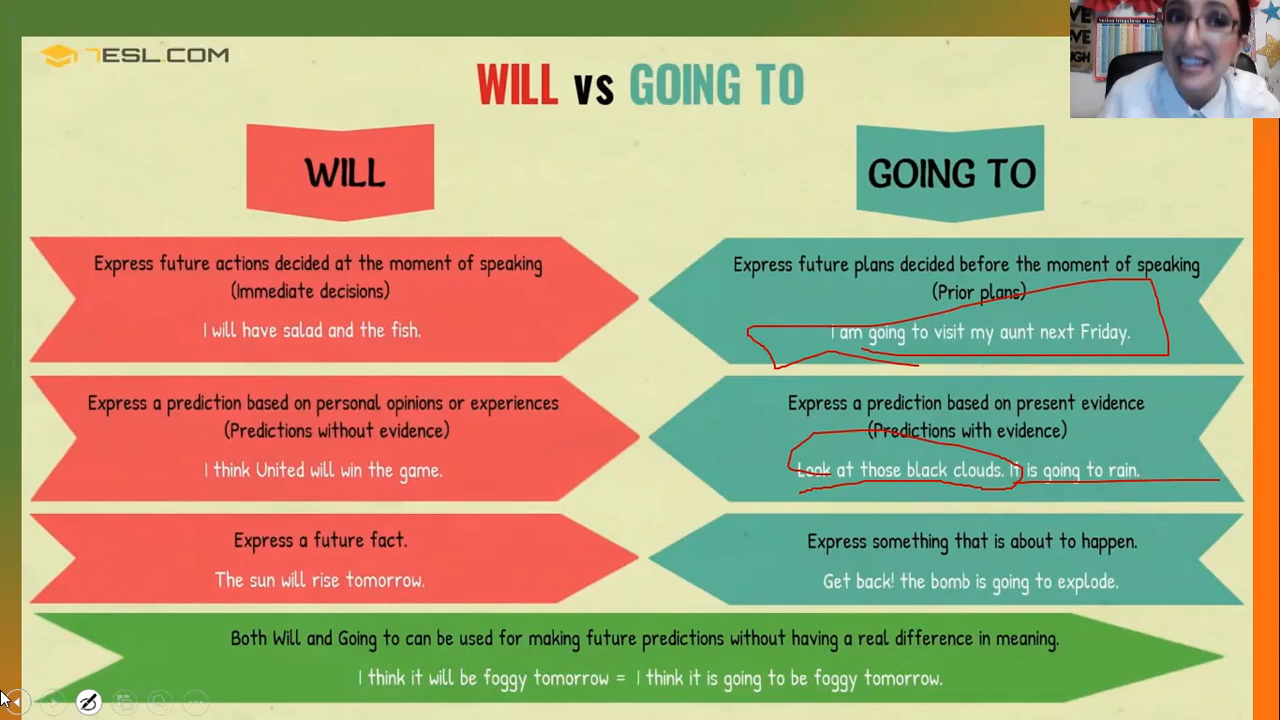 7ESL.COM
WILL vs GOING TO
WILL
GOING TO
Express future actions decided at the moment of speaking
(Immediate decisions)
I will have salad and the fish.
Express future plans decided before the moment of speaking
(Prior plans)
I am going to visit my aunt next Friday.
Express a prediction based on personal opinions or experiences
(Predictions without evidence)
I think United will win the game.
Express a prediction based on present evidence
(Predictions with evidence)
Look at those black clouds. It is going to rain.
Express a future fact.
The sun will rise tomorrow.
Express something that is about to happen.
Get back! the bomb is going to explode.
Both Will and Going to can be used for making future predictions without having a real difference in meaning.
I think it will be foggy tomorrow = I think it is going to be foggy tomorrow.